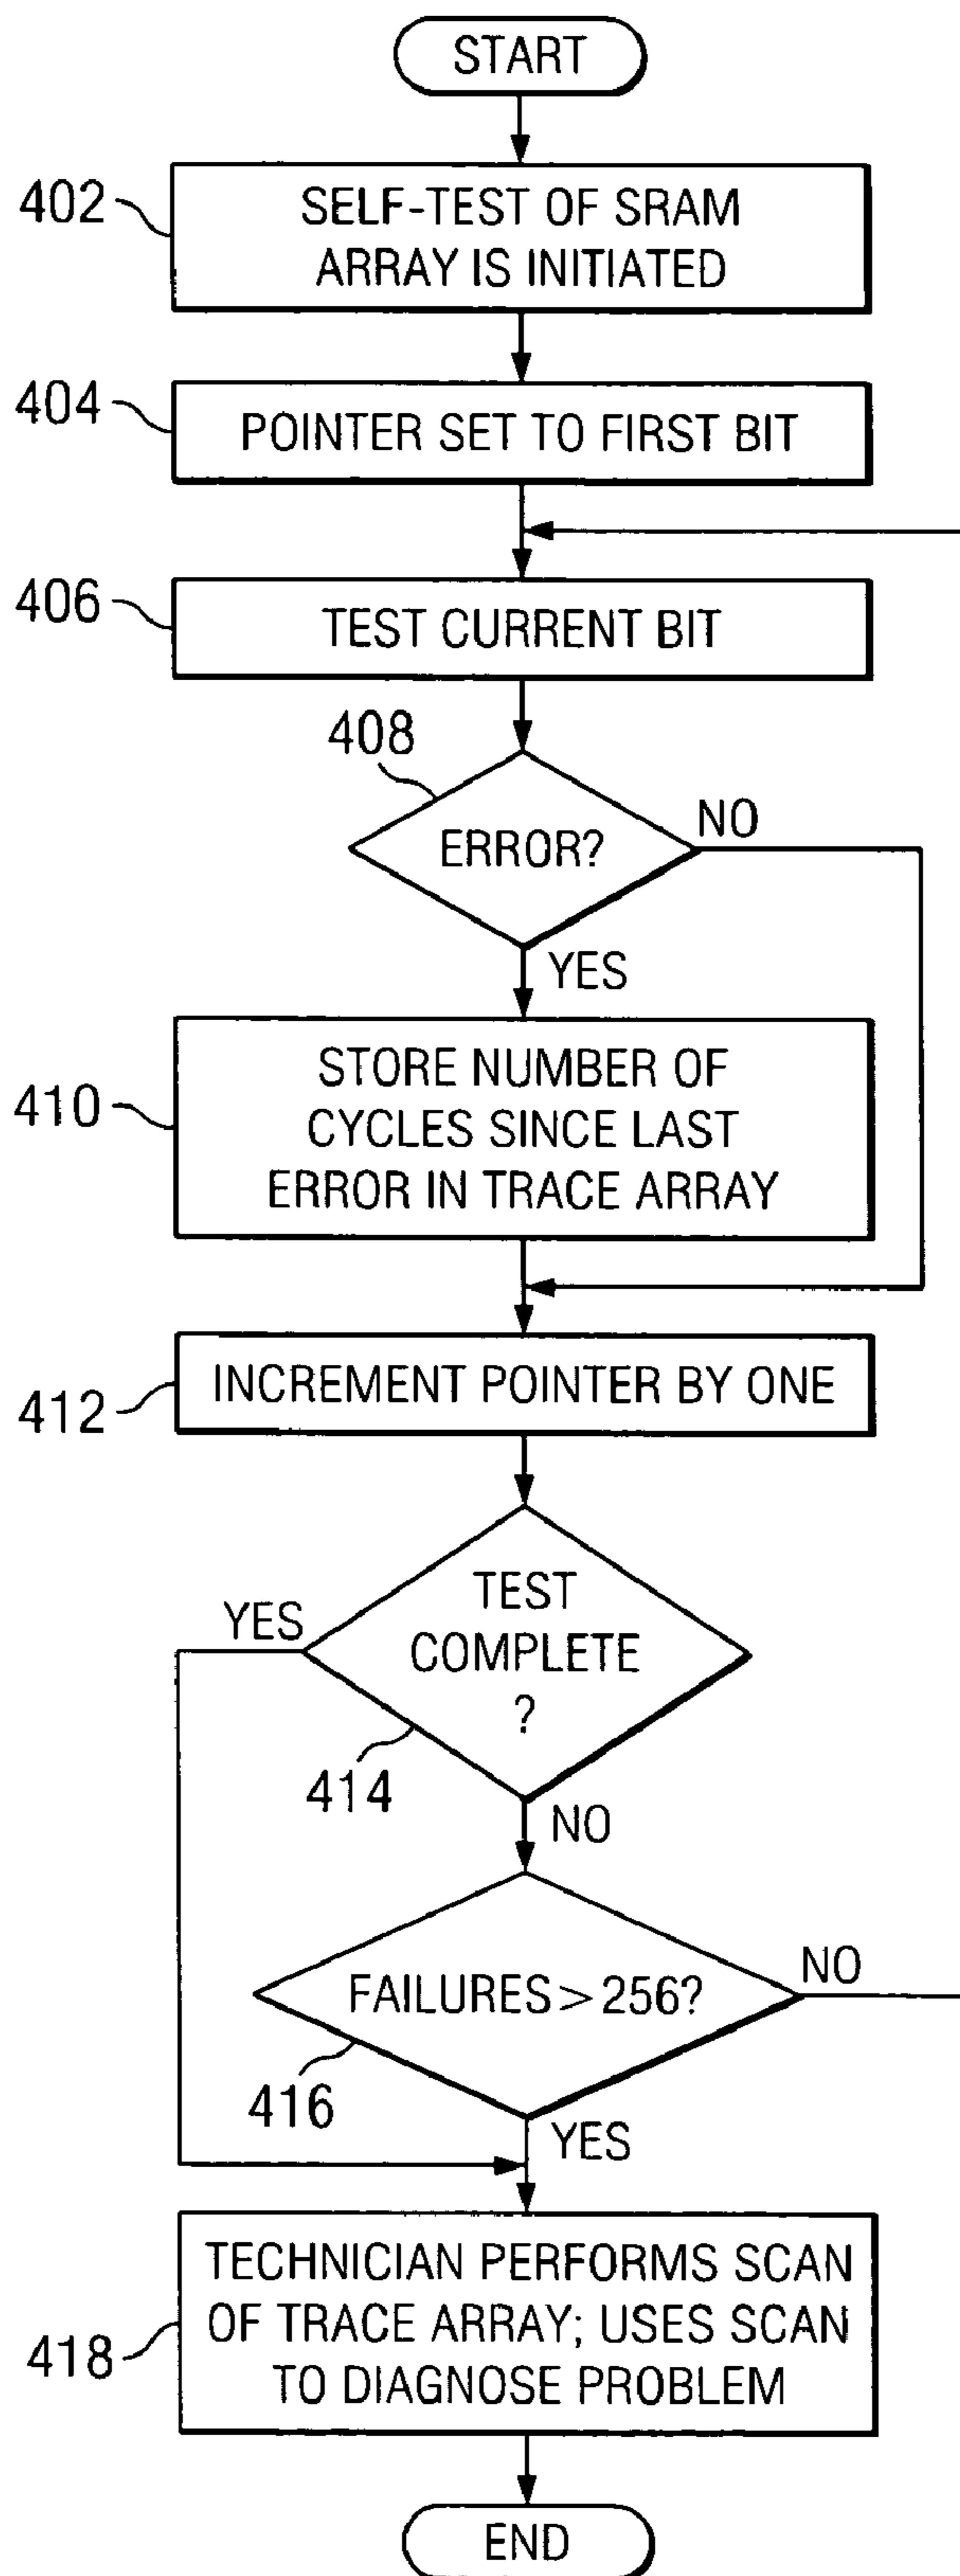 START
402
SELF-TEST OF SRAM
ARRAY IS INITIATED
404
POINTER SET TO FIRST BIT
406
TEST CURRENT BIT
408
ERROR?
NO
YES
410
STORE NUMBER OF
CYCLES SINCE LAST
ERROR IN TRACE ARRAY
412
INCREMENT POINTER BY ONE
YES
TEST
COMPLETE
?
414
NO
FAILURES > 256?
NO
416
YES
418
TECHNICIAN PERFORMS SCAN
OF TRACE ARRAY; USES SCAN
TO DIAGNOSE PROBLEM
END